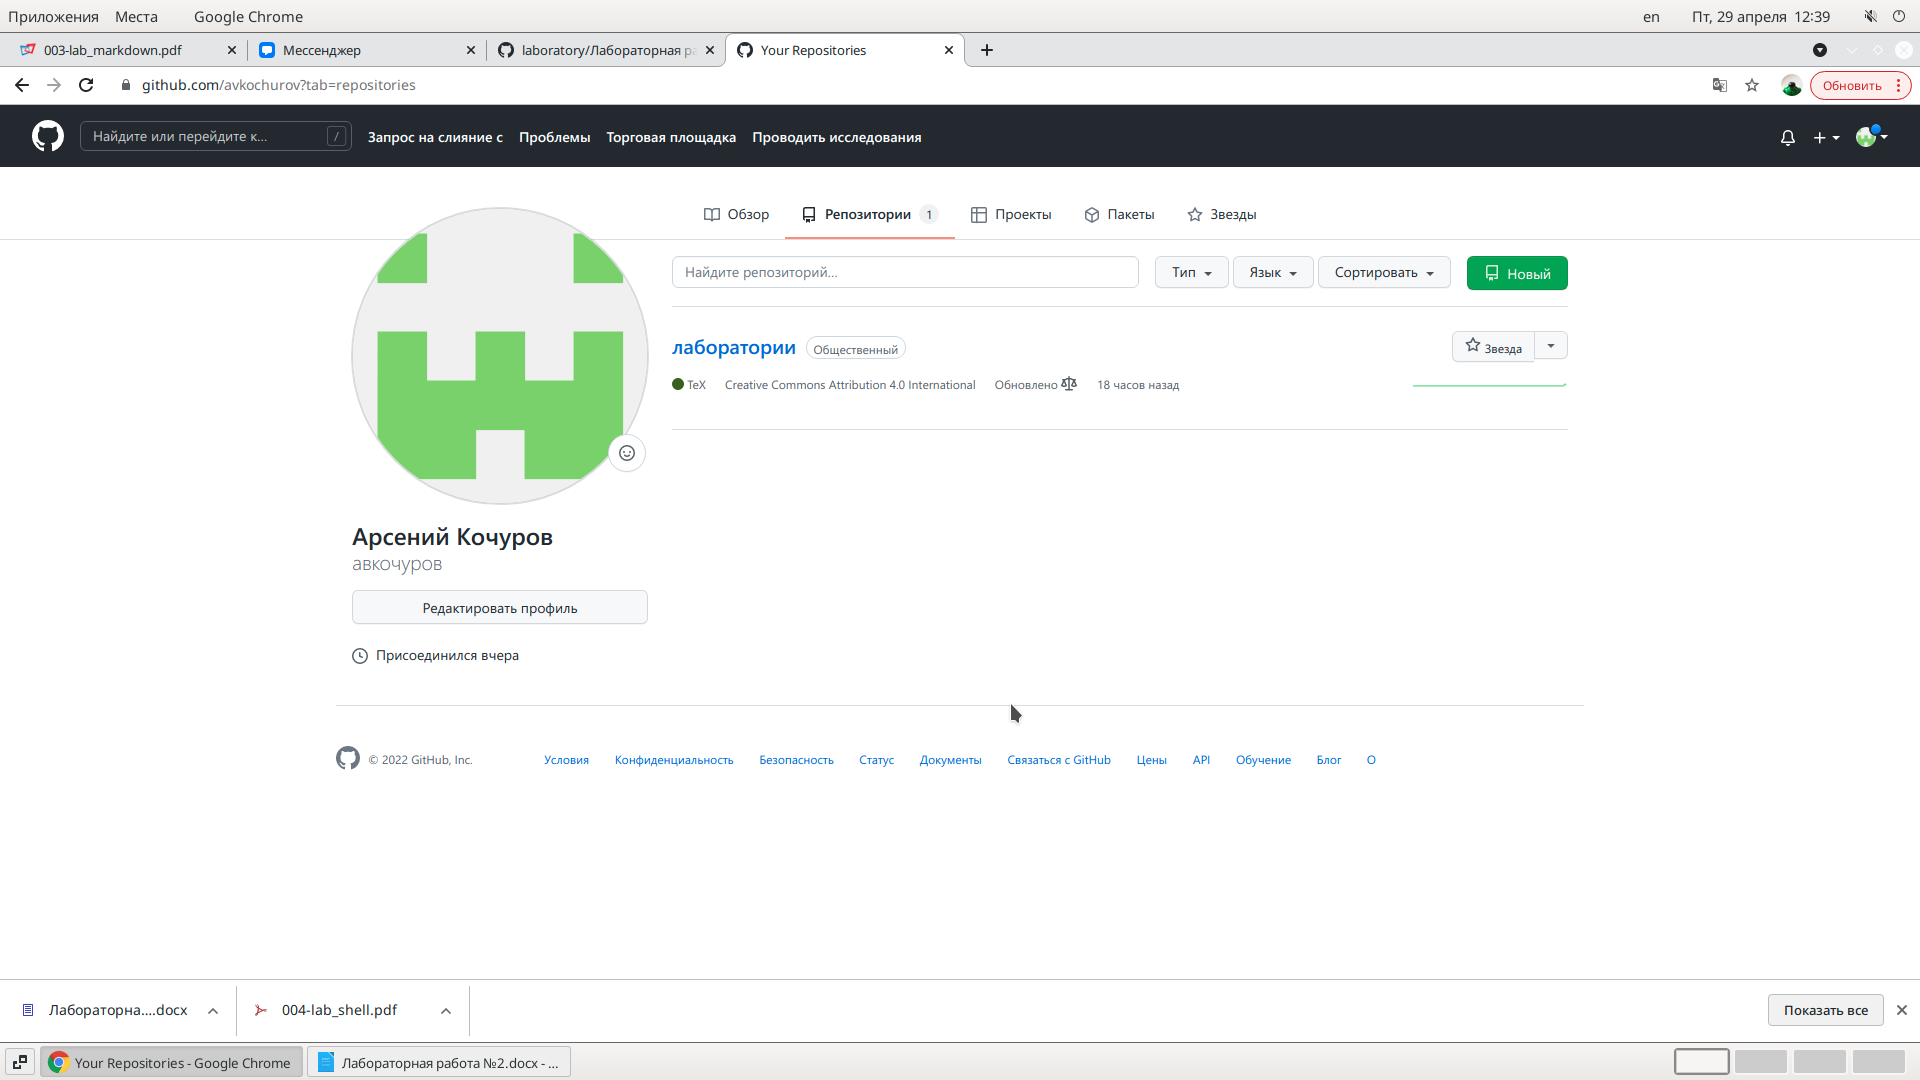 Приложения Места Google Chrome en Пт, 29 апреля 12:39
003-lab_markdown.pdf Мессенджер laboratory/Лабораторная ра Your Repositories
github.com/avkochurov?tab=repositories Обновить
Найдите или перейдите к... / Запрос на слияние с Проблемы Торговая площадка Проводить исследования
Обзор Репозитории 1 Проекты Пакеты Звезды
Найдите репозиторий... Тип Язык Сортировать Новый
лаборатории Общественный Звезда
TeX Creative Commons Attribution 4.0 International Обновлено 18 часов назад
Арсений Кочуров
авкочуров
Редактировать профиль
Присоединился вчера
© 2022 GitHub, Inc. Условия Конфиденциальность Безопасность Статус Документы Связаться с GitHub Цены API Обучение Блог О
Лабораторна....docx 004-lab_shell.pdf Показать все
Your Repositories - Google Chrome Лабораторная работа №2.docx - ...